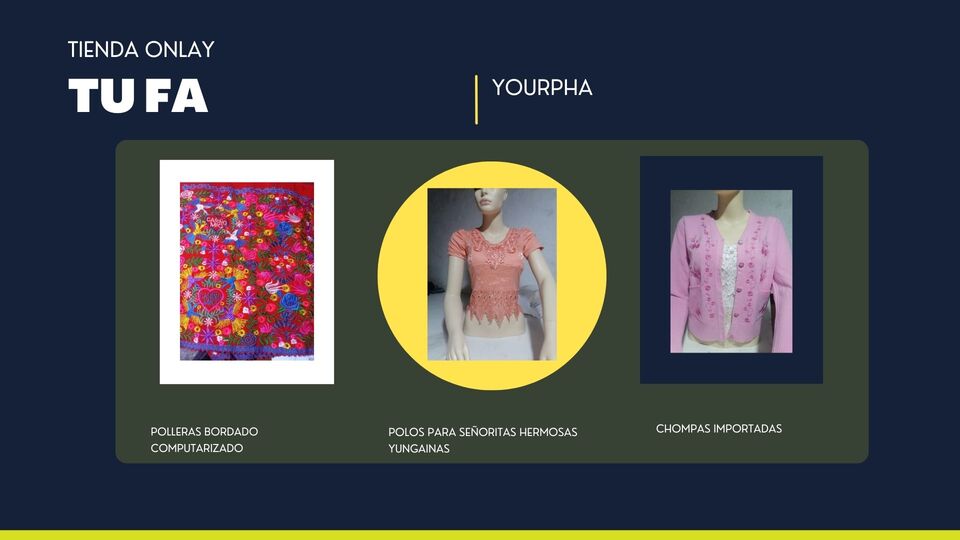 TIENDA ONLAY
TU FA
YOURPHA
POLLERAS BORDADO
COMPUTARIZADO
POLOS PARA SEÑORITAS HERMOSAS
YUNGAINAS
CHOMPAS IMPORTADAS